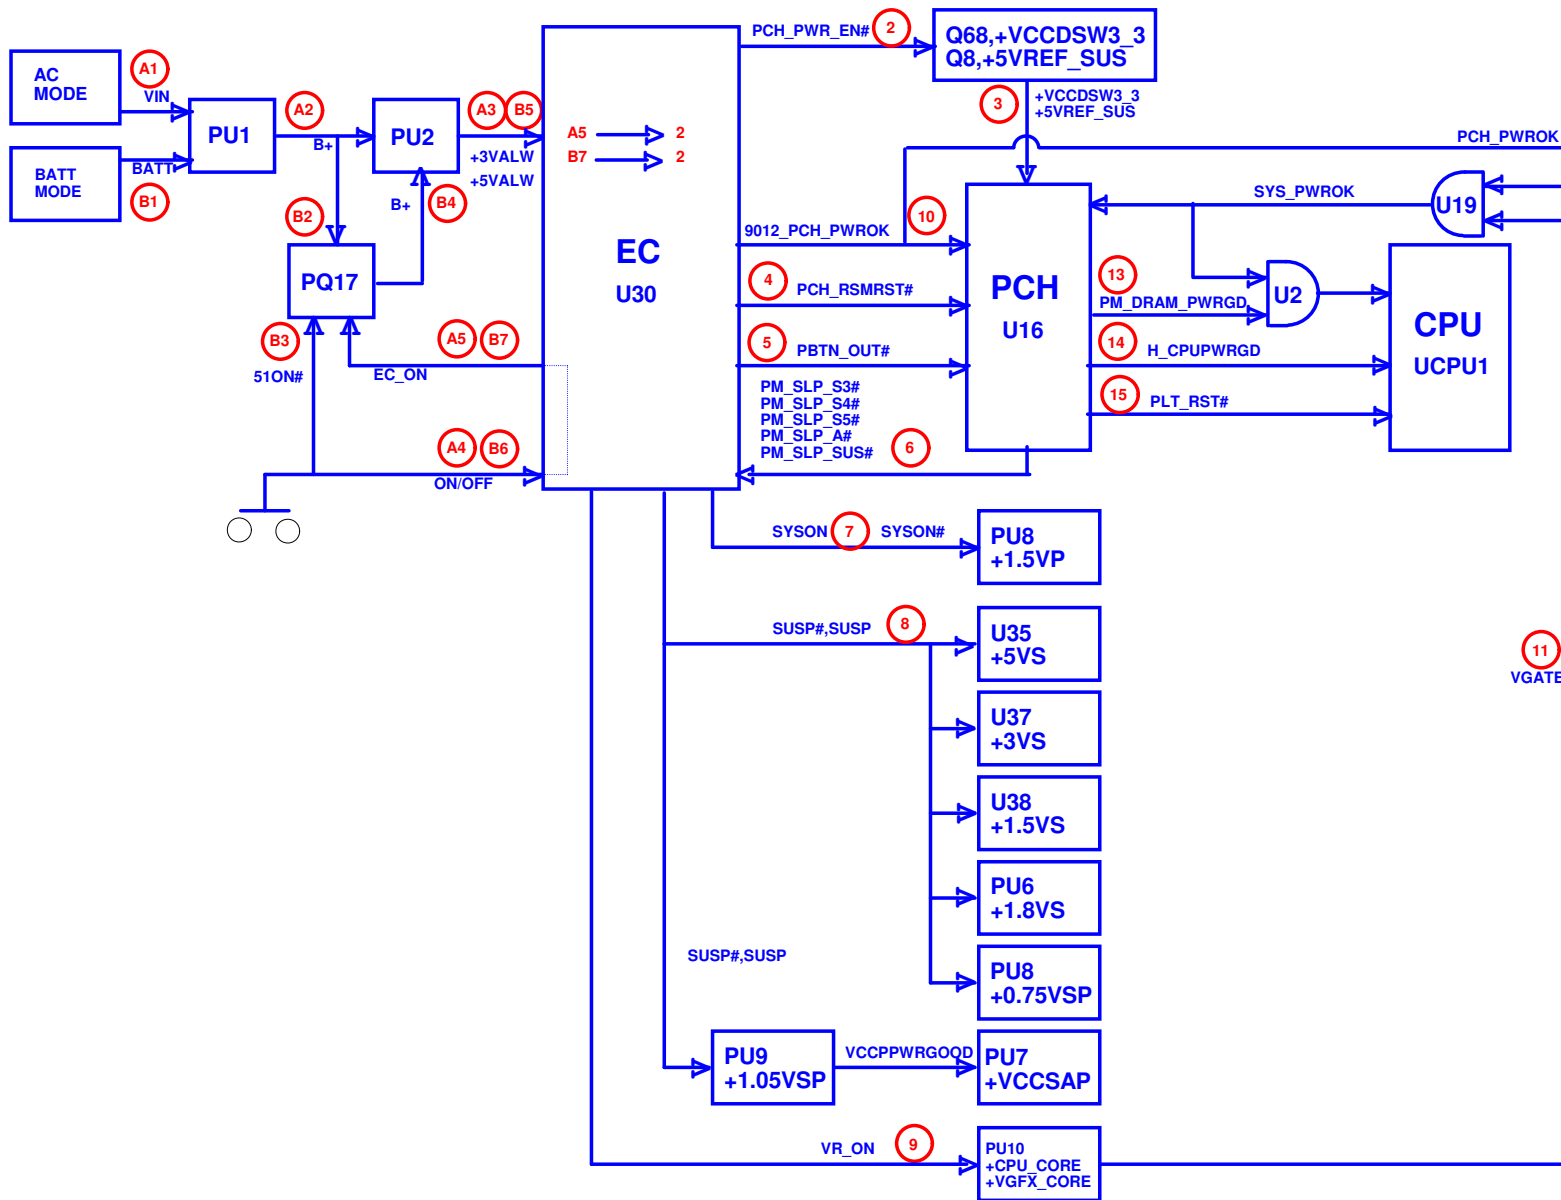 PCH_PWR_EN#
2
Q68,+VCCDSW3_3
Q8,+5VREF_SUS
AC
MODE
A1
VIN
PU1
A2
B+
PU2
A3
B5
+3VALW
+5VALW
3
+VCCDSW3_3
+5VREF_SUS
A5
2
B7
2
PCH_PWROK
BATT
MODE
BATT
B1
B2
B+
B4
SYS_PWROK
U19
9012_PCH_PWROK
10
EC
U30
PQ17
4
PCH_RSMRST#
PCH
U16
13
PM_DRAM_PWRGD
U2
CPU
UCPU1
B3
51ON#
A5
B7
EC_ON
5
PBTN_OUT#
14
H_CPUPWRGD
PM_SLP_S3#
PM_SLP_S4#
PM_SLP_S5#
PM_SLP_A#
PM_SLP_SUS#
6
15
PLT_RST#
A4
B6
ON/OFF
SYSON
7
SYSON#
PU8
+1.5VP
SUSP#,SUSP
8
U35
+5VS
11
VGATE
U37
+3VS
U38
+1.5VS
PU6
+1.8VS
SUSP#,SUSP
PU8
+0.75VSP
PU9
+1.05VSP
VCCPPWRGOOD
PU7
+VCCSAP
VR_ON
9
PU10
+CPU_CORE
+VGFX_CORE